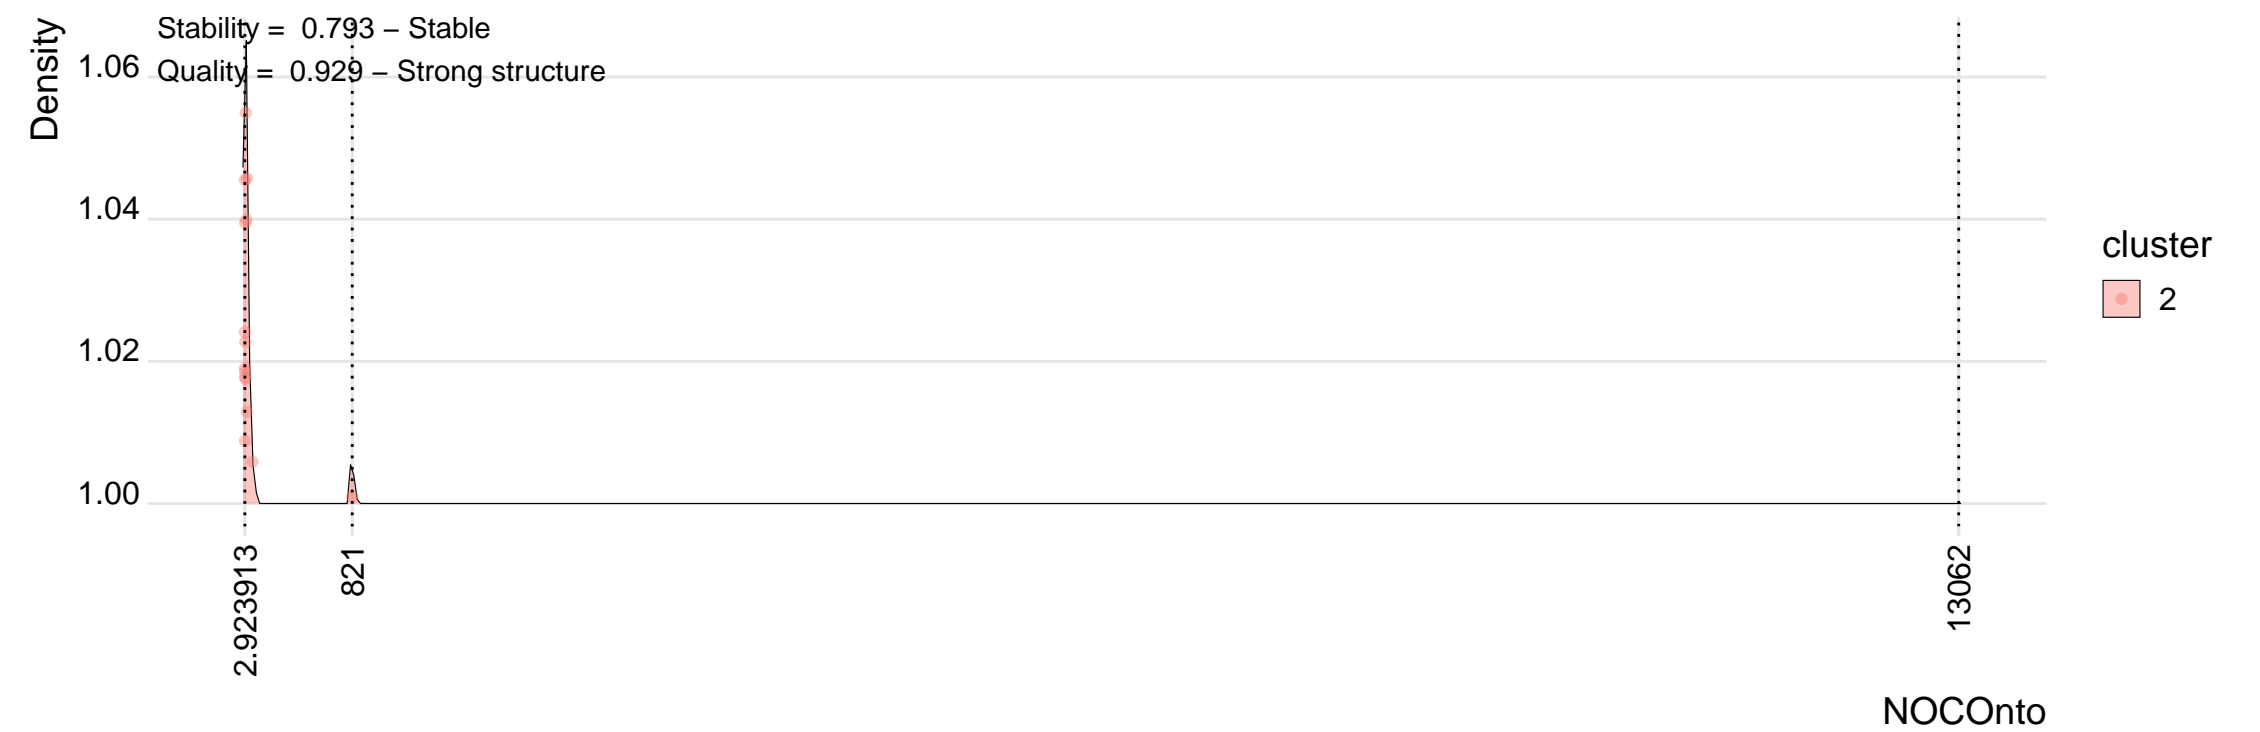 Stability =  0.793 – Stable
Quality =  0.929 – Strong structure
Density
1.06
1.04
1.02
1.00
2.9239913
821
13062
NOCOnto
cluster
2